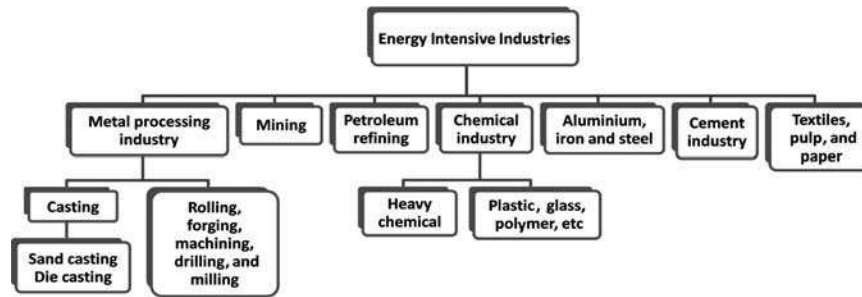 Energy Intensive Industries
Metal processing
industry
Mining
Petroleum
refining
Chemical
industry
Aluminium,
iron and steel
Cement
industry
Textiles,
pulp, and
paper
Casting
Rolling,
forging,
machining,
drilling, and
milling
Heavy
chemical
Plastic, glass,
polymer, etc
Sand casting
Die casting